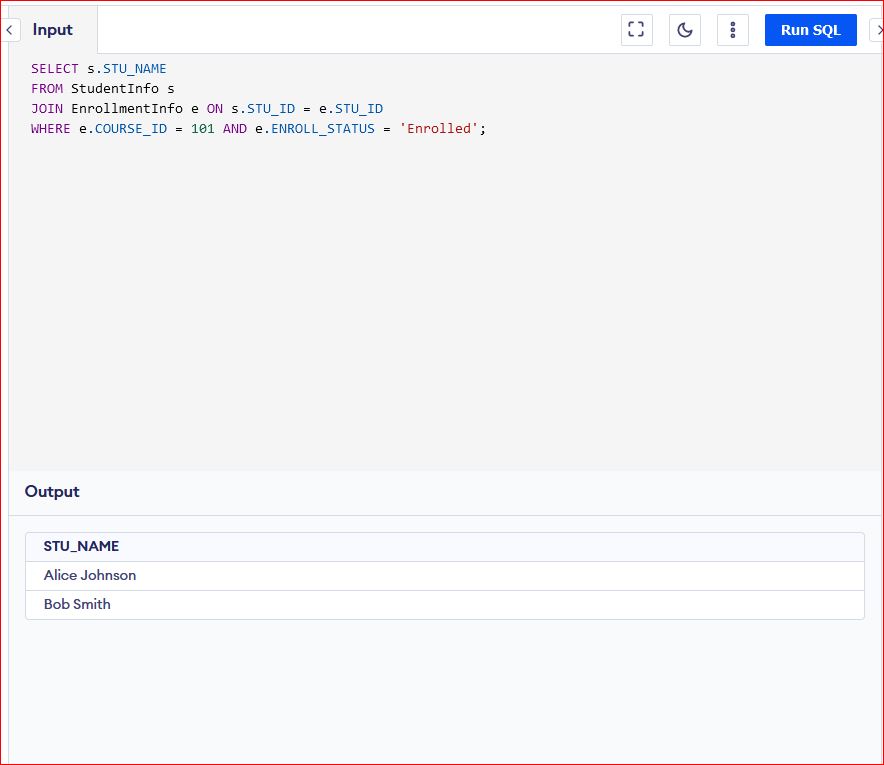 Input
Run SQL
SELECT s.STU_NAME
FROM StudentInfo s
JOIN EnrollmentInfo e ON s.STU_ID = e.STU_ID
WHERE e.COURSE_ID = 101 AND e.ENROLL_STATUS = 'Enrolled';
Output
STU_NAME
Alice Johnson
Bob Smith